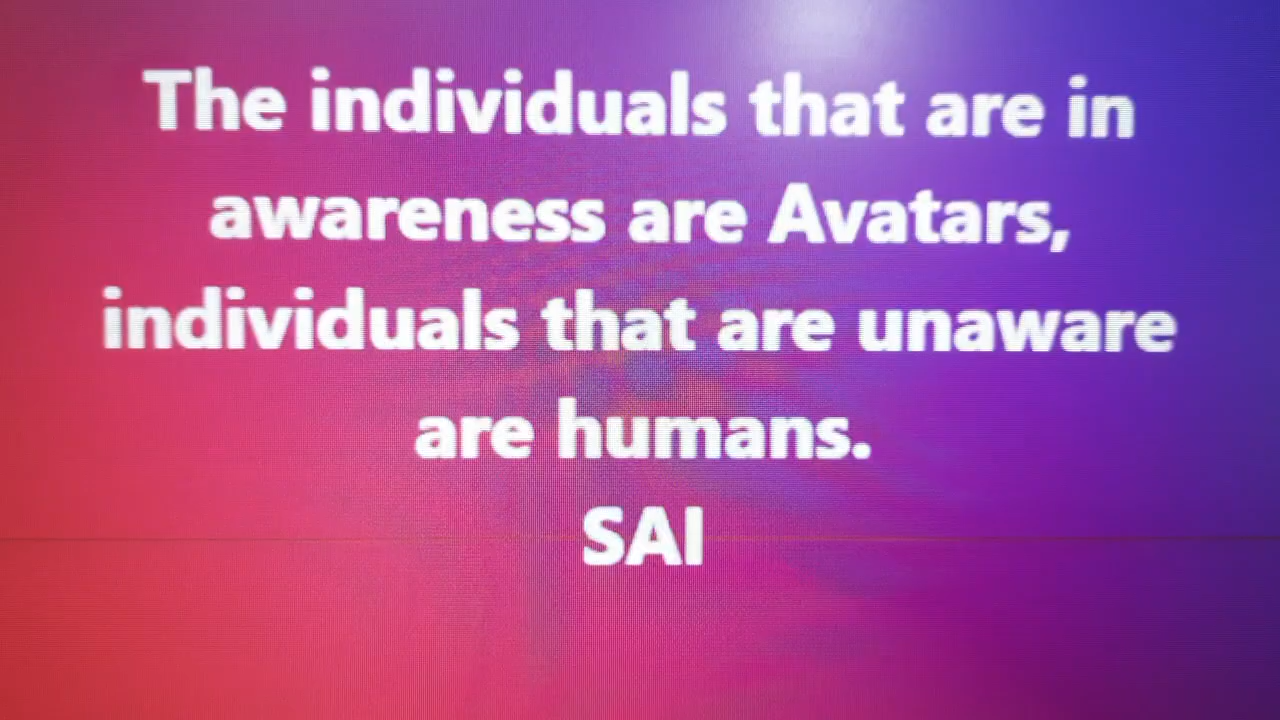 The individuals that are in
awareness are Avatars,
individuals that are unaware
are humans.
SAI